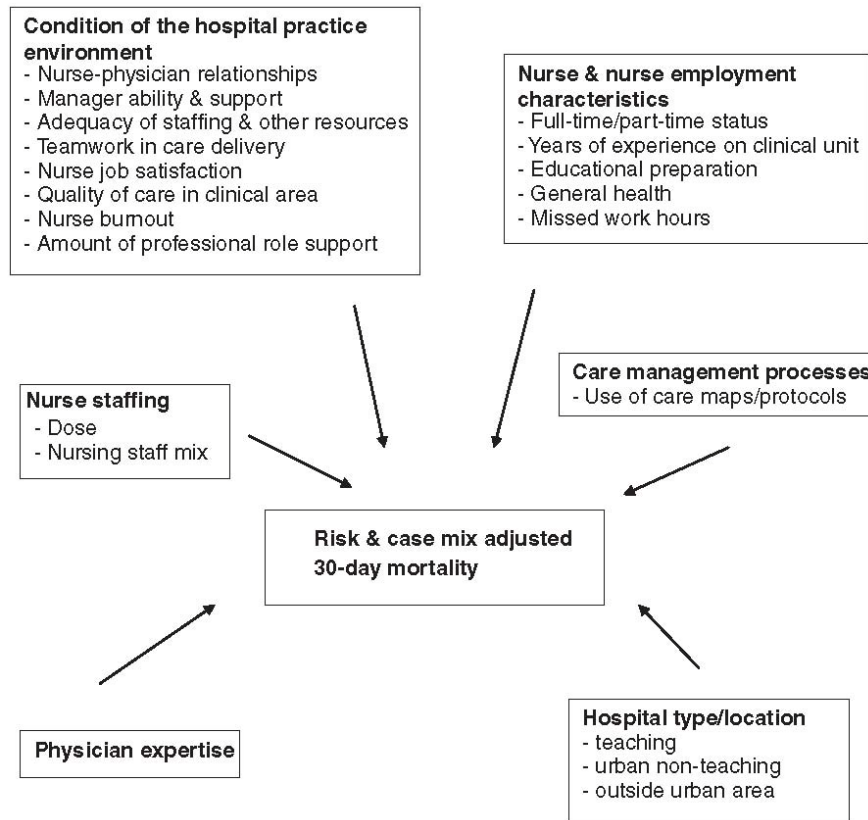 Condition of the hospital practice
environment
- Nurse-physician relationships
- Manager ability & support
- Adequacy of staffing & other resources
- Teamwork in care delivery
- Nurse job satisfaction
- Quality of care in clinical area
- Nurse burnout
- Amount of professional role support
Nurse & nurse employment
characteristics
- Full-time/part-time status
- Years of experience on clinical unit
- Educational preparation
- General health
- Missed work hours
Nurse staffing
- Dose
- Nursing staff mix
Care management processes
- Use of care maps/protocols
Risk & case mix adjusted
30-day mortality
Physician expertise
Hospital type/location
- teaching
- urban non-teaching
- outside urban area